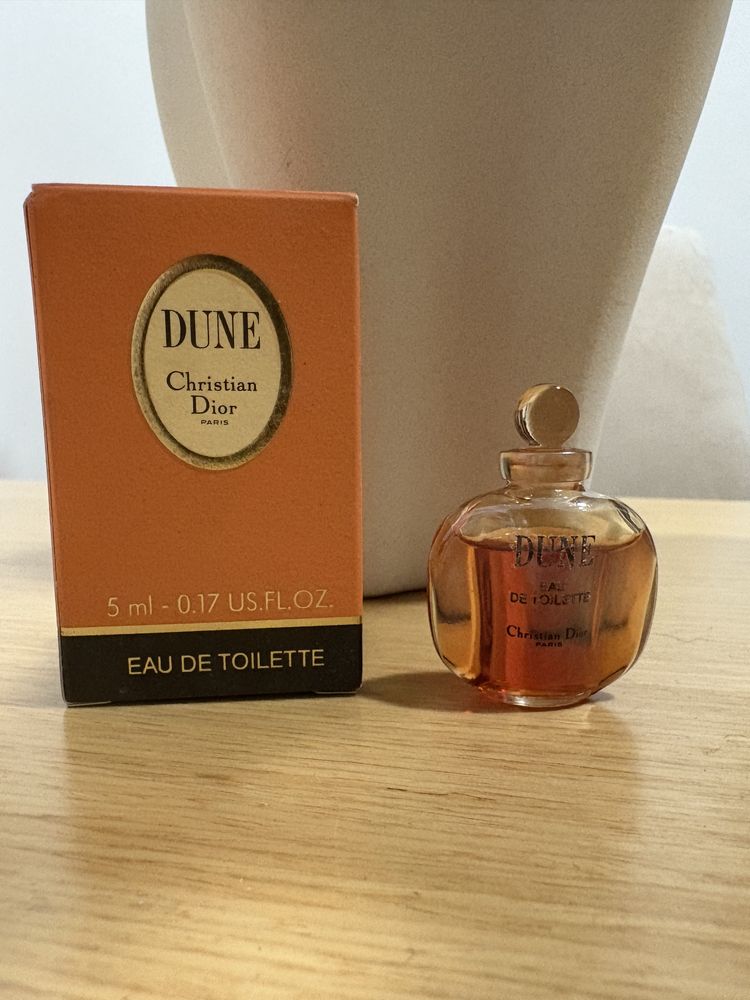 DUNE
Christian
Dior
PARIS
5 ml - 0.17 US.FL.OZ.
EAU DE TOILETTE
DUNE
EAU
DE TOILETTE
Christian Dior
PARIS